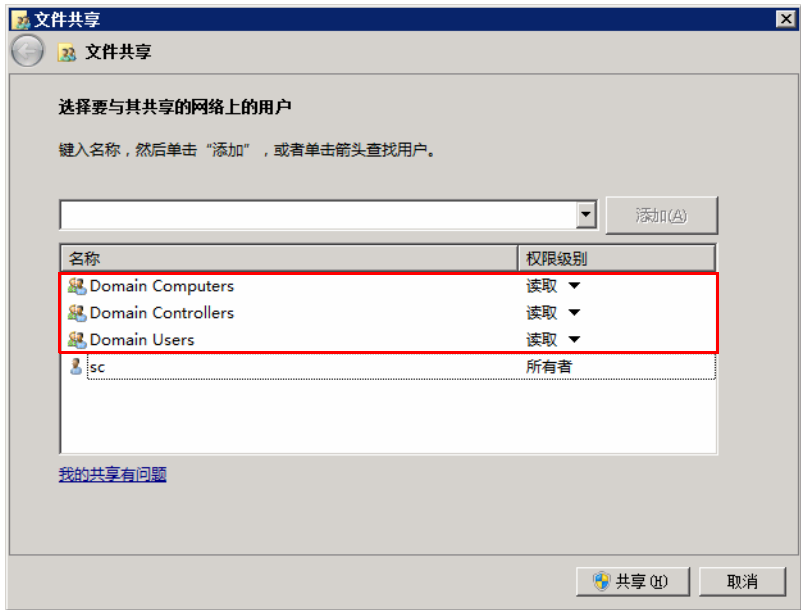 文件共享
文件共享
选择要与其共享的网络上的用户
键入名称，然后单击“添加”，或者单击箭头查找用户。
添加(A)
名称 权限级别
Domain Computers 读取
Domain Controllers 读取
Domain Users 读取
sc 所有者
我的共享有问题
共享(H) 取消